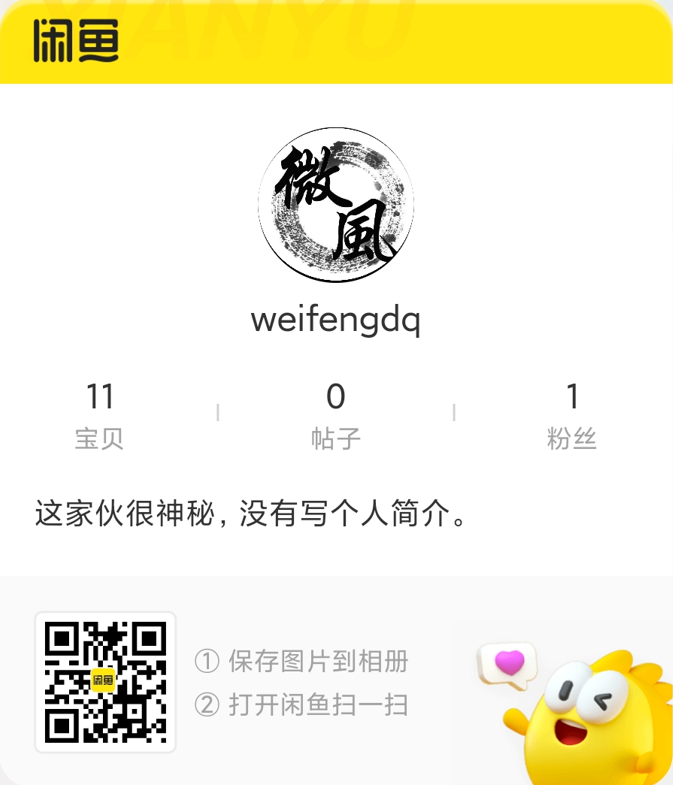 闲鱼
XIANYU
微
風
weifengdq
11
宝贝
0
帖子
1
粉丝
这家伙很神秘，没有写个人简介。
闲鱼
① 保存图片到相册
② 打开闲鱼扫一扫